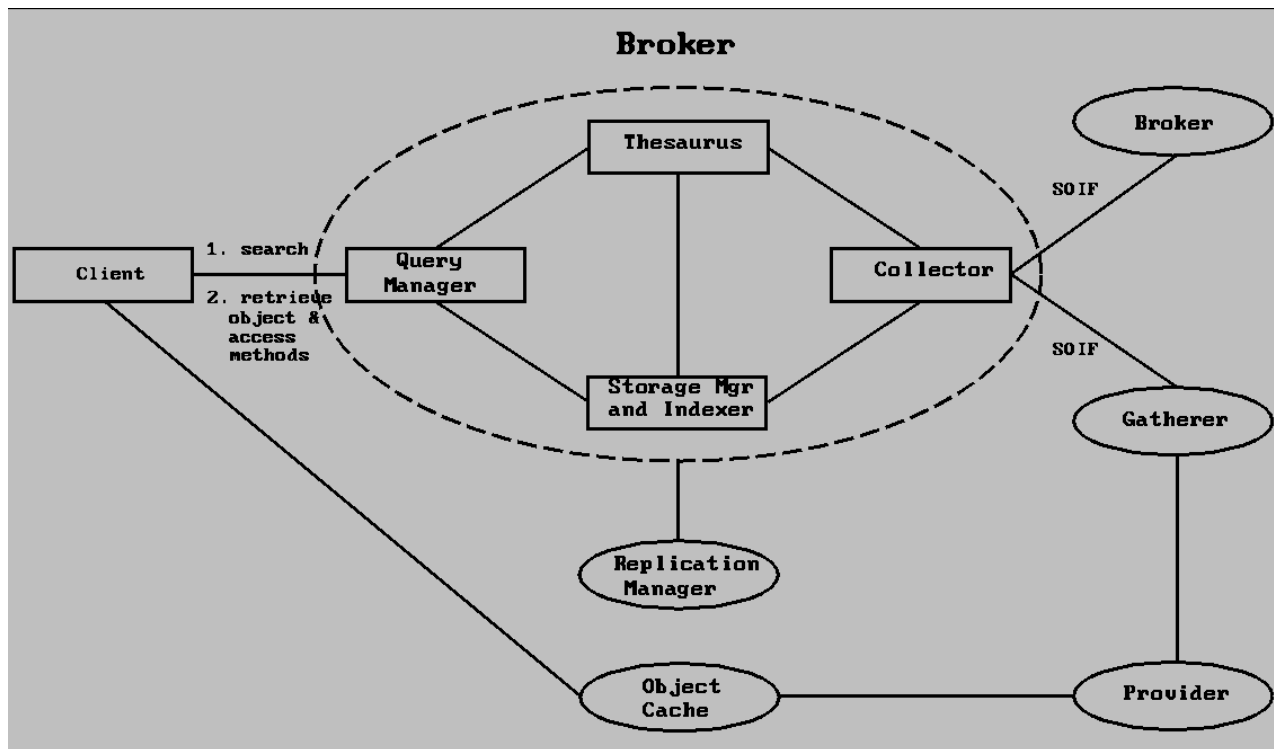 Broker
Thesaurus
Broker
SOIF
1. search
Client
Query
Manager
Collector
2. retrieve
object &
access
methods
SOIF
Storage Mgr
and Indexer
Gatherer
Replication
Manager
Object
Cache
Provider